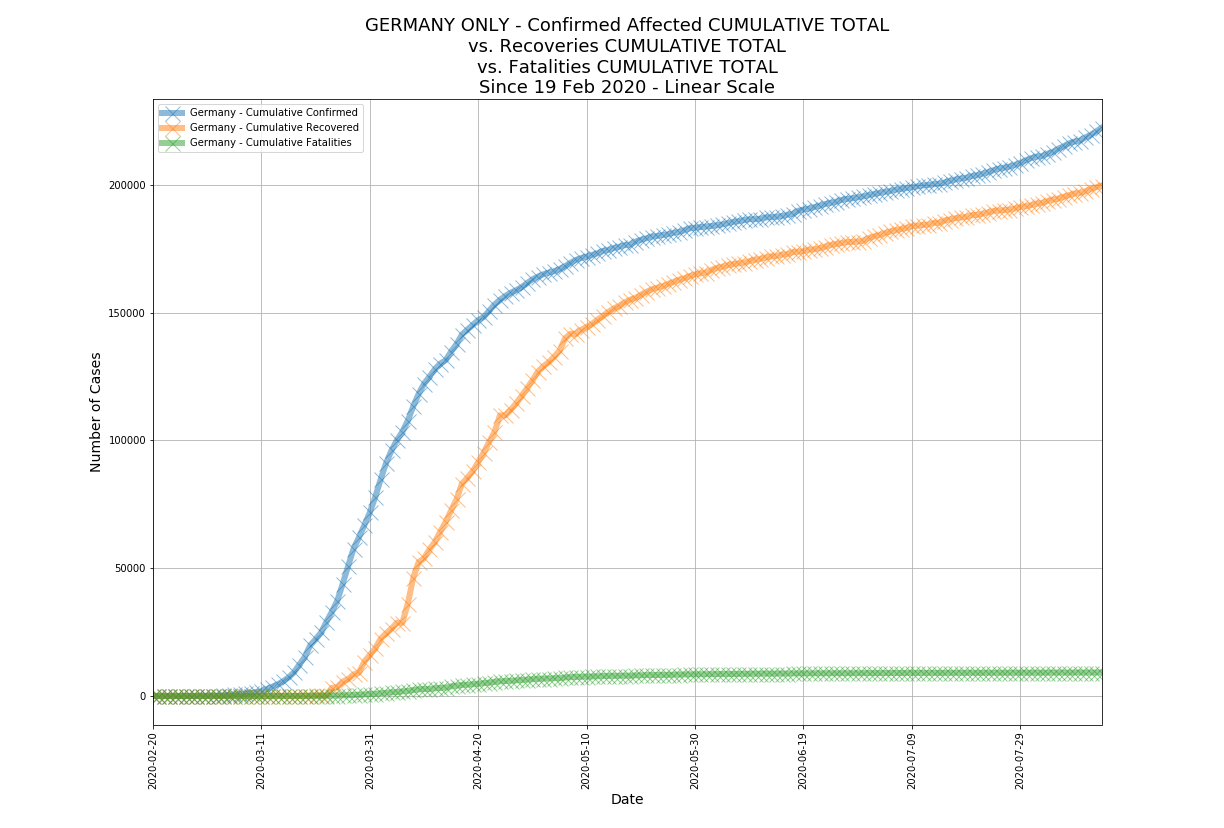 GERMANY ONLY - Confirmed Affected CUMULATIVE TOTAL
vs. Recoveries CUMULATIVE TOTAL
vs. Fatalities CUMULATIVE TOTAL
Since 19 Feb 2020 - Linear Scale
Germany - Cumulative Confirmed
Germany - Cumulative Recovered
Germany - Cumulative Fatalities
Number of Cases
200000
150000
100000
50000
0
2020-02-20
2020-03-11
2020-03-31
2020-04-20
2020-05-10
2020-05-30
2020-06-19
2020-07-09
2020-07-29
Date